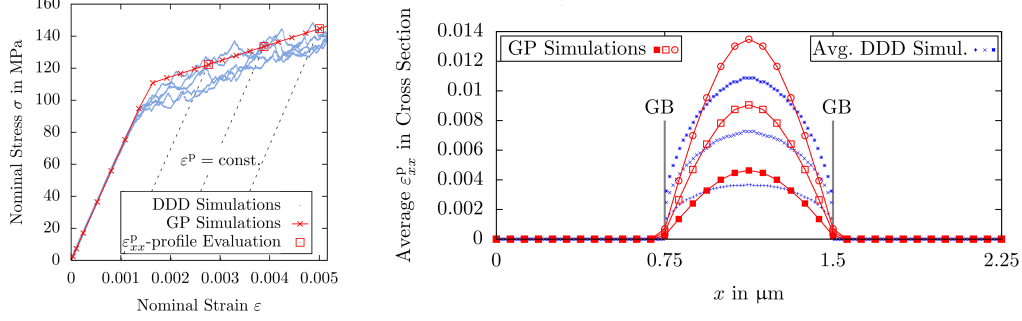 Nominal Stress σ in MPa
160
140
120
100
80
60
40
20
0
εᵖ = const.
DDD Simulations
GP Simulations
εᵖₓₓ-profile Evaluation
0 0.001 0.002 0.003 0.004 0.005
Nominal Strain ε
Average εᵖₓₓ in Cross Section
0.014
0.012
0.01
0.008
0.006
0.004
0.002
0
GP Simulations
Avg. DDD Simul.
GB
GB
0 0.75 1.5 2.25
x in μm